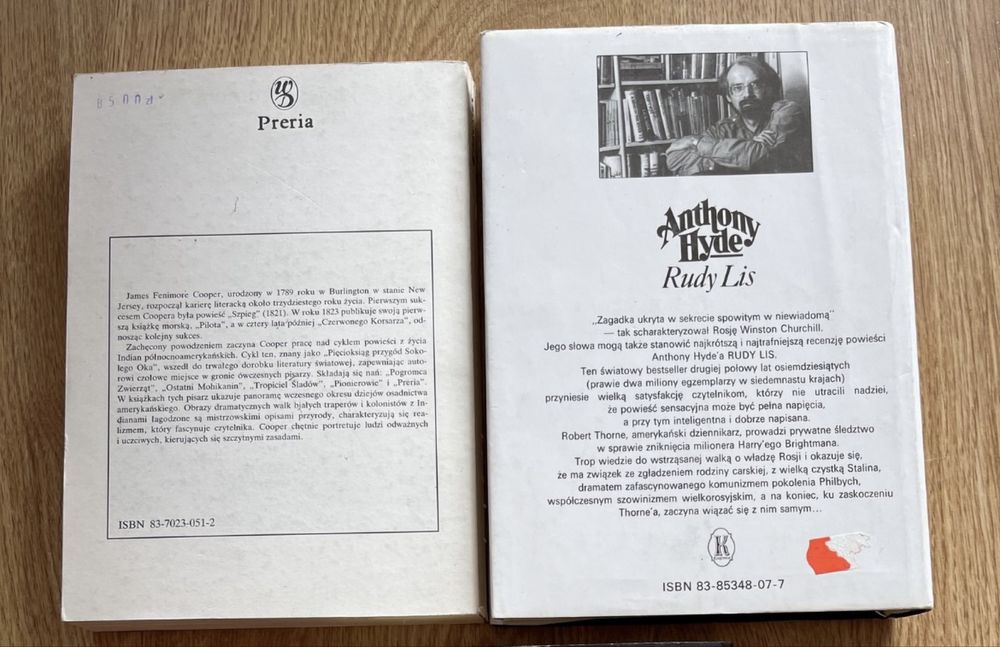 8500 zł
WD
Preria
James Fenimore Cooper, urodzony w 1789 roku w Burlington w stanie New
Jersey, rozpoczął karierę literacką około trzydziestego roku życia. Pierwszym suk-
cesem Coopera była powieść „Szpieg” (1821). W roku 1823 publikuje swoją pierw-
szą książkę morską, „Pilota”, a w cztery lata później „Czerwonego Korsarza”, od-
nosząc kolejny sukces.
Zachęcony powodzeniem zaczyna Cooper pracę nad cyklem powieści z życia
Indian północnoamerykańskich. Cykl ten, znany jako „Pięcioksiąg przygód Soko-
lego Oka”, wszedł do trwałego dorobku literatury światowej, zapewniając auto-
rowi czołowe miejsce w gronie ówczesnych pisarzy. Składają się nań: „Pogromca
Zwierząt”, „Ostatni Mohikanin”, „Tropiciel Śladów”, „Pionierowie” i „Preria”.
W książkach tych pisarz ukazuje panoramę wczesnego okresu dziejów osadnictwa
amerykańskiego. Obrazy dramatycznych walk białych traperów i kolonistów z In-
dianami łagodzone są mistrzowskimi opisami przyrody, charakteryzują się rea-
lizmem, który fascynuje czytelnika. Cooper chętnie portretuje ludzi odważnych
i uczciwych, kierujących się szczytnymi zasadami.
ISBN 83-7023-051-2
Anthony
Hyde
Rudy Lis
„Zagadka ukryta w sekrecie spowitym w niewiadomą”
— tak scharakteryzował Rosję Winston Churchill.
Jego słowa mogą także stanowić najkrótszą i najtrafniejszą recenzję powieści
Anthony Hyde'a RUDY LIS.
Ten światowy bestseller drugiej połowy lat osiemdziesiątych
(prawie dwa miliony egzemplarzy w siedemnastu krajach)
przyniesie wielką satysfakcję czytelnikom, którzy nie utracili nadziei,
że powieść sensacyjna może być pełna napięcia,
a przy tym inteligentna i dobrze napisana.
Robert Thorne, amerykański dziennikarz, prowadzi prywatne śledztwo
w sprawie zniknięcia milionera Harry'ego Brightmana.
Trop wiedzie do wstrząsanej walką o władzę Rosji i okazuje się,
że ma związek ze zgładzeniem rodziny carskiej, z wielką czystką Stalina,
dramatem zafascynowanego komunizmem pokolenia Philbych,
współczesnym szowinizmem wielkorosyjskim, a na koniec, ku zaskoczeniu
Thorne'a, zaczyna wiązać się z nim samym...
K
ISBN 83-85348-07-7